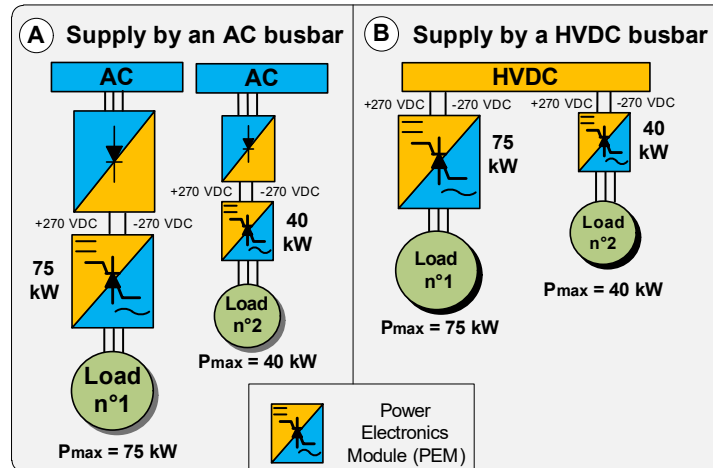 A Supply by an AC busbar
AC
AC
+270 VDC -270 VDC
+270 VDC -270 VDC
40
kW
75
kW
Load
n°2
Pmax = 40 kW
Load
n°1
Pmax = 75 kW
B Supply by a HVDC busbar
HVDC
+270 VDC -270 VDC
+270 VDC -270 VDC
75
kW
40
kW
Load
n°1
Load
n°2
Pmax = 75 kW
Pmax = 40 kW
Power
Electronics
Module (PEM)